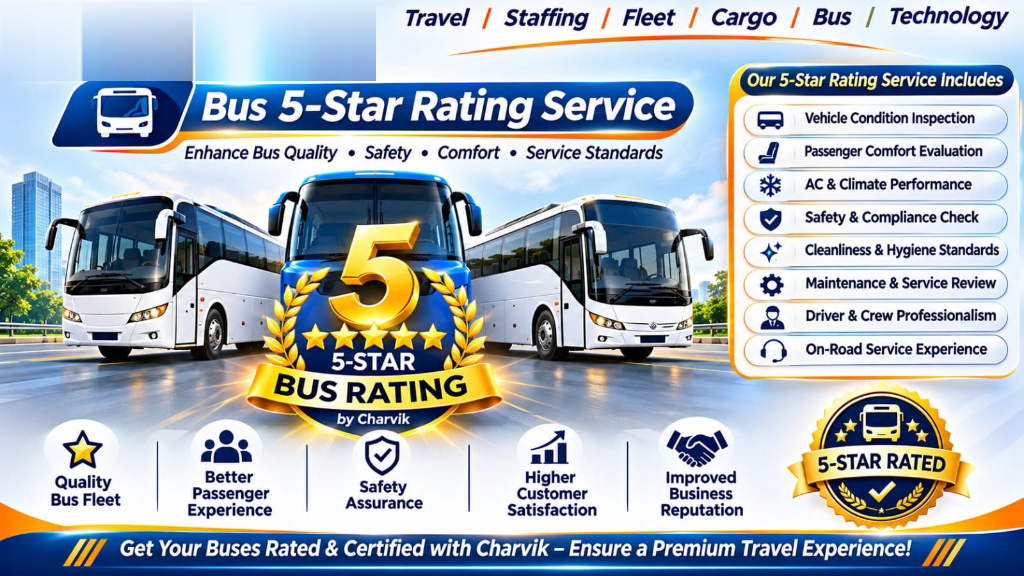 Travel / Staffing / Fleet / Cargo / Bus / Technology
Bus 5-Star Rating Service
Enhance Bus Quality • Safety • Comfort • Service Standards
Our 5-Star Rating Service Includes
Vehicle Condition Inspection
Passenger Comfort Evaluation
AC & Climate Performance
Safety & Compliance Check
Cleanliness & Hygiene Standards
Maintenance & Service Review
Driver & Crew Professionalism
On-Road Service Experience
5
5-STAR
BUS RATING
by Charvik
Quality
Bus Fleet
Better
Passenger
Experience
Safety
Assurance
Higher
Customer
Satisfaction
Improved
Business
Reputation
5-STAR RATED
Get Your Buses Rated & Certified with Charvik – Ensure a Premium Travel Experience!